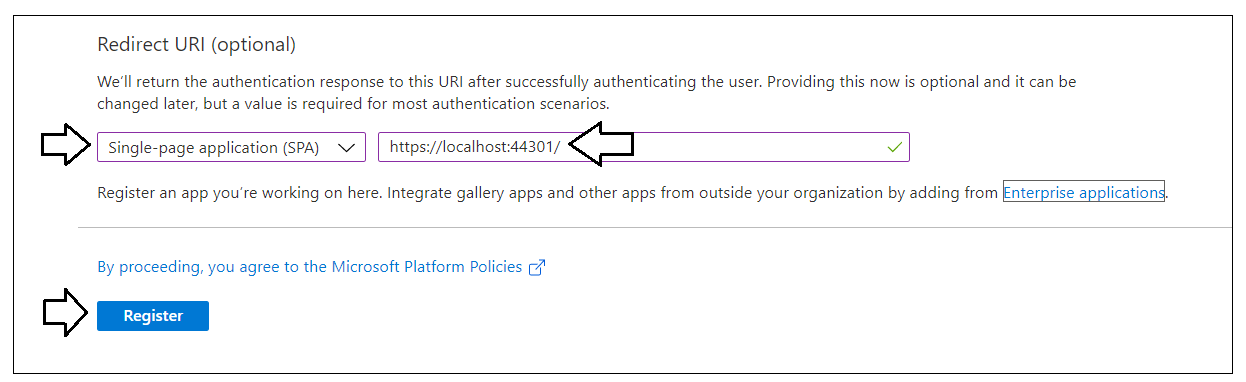 Redirect URI (optional)
We'll return the authentication response to this URI after successfully authenticating the user. Providing this now is optional and it can be
changed later, but a value is required for most authentication scenarios.
Single-page application (SPA) https://localhost:44301/
Register an app you're working on here. Integrate gallery apps and other apps from outside your organization by adding from Enterprise applications.
By proceeding, you agree to the Microsoft Platform Policies
Register